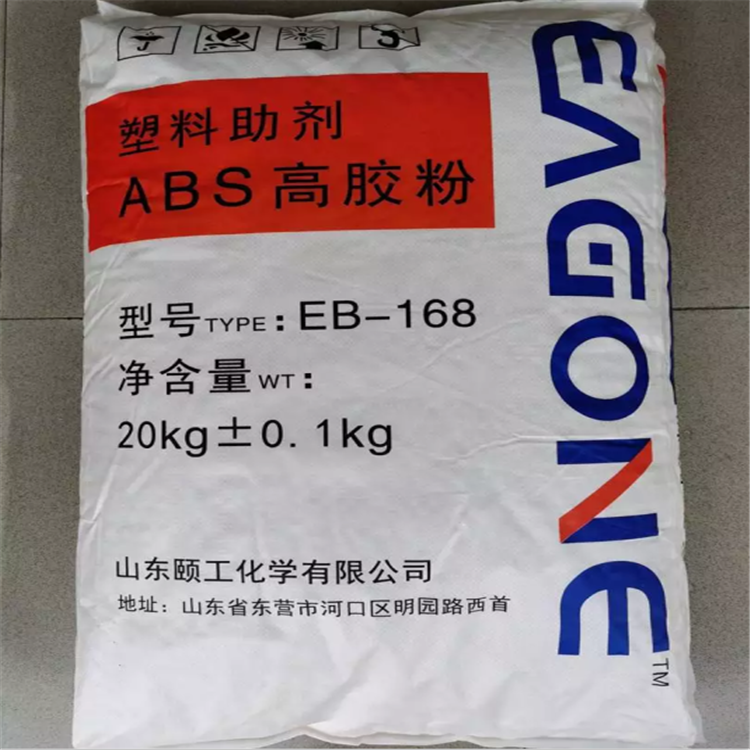 塑料助剂
ABS高胶粉
型号TYPE：EB-168
净含量WT：
20kg±0.1kg
山东颐工化学有限公司
地址：山东省东营市河口区明园路西首
EAGONE
TM